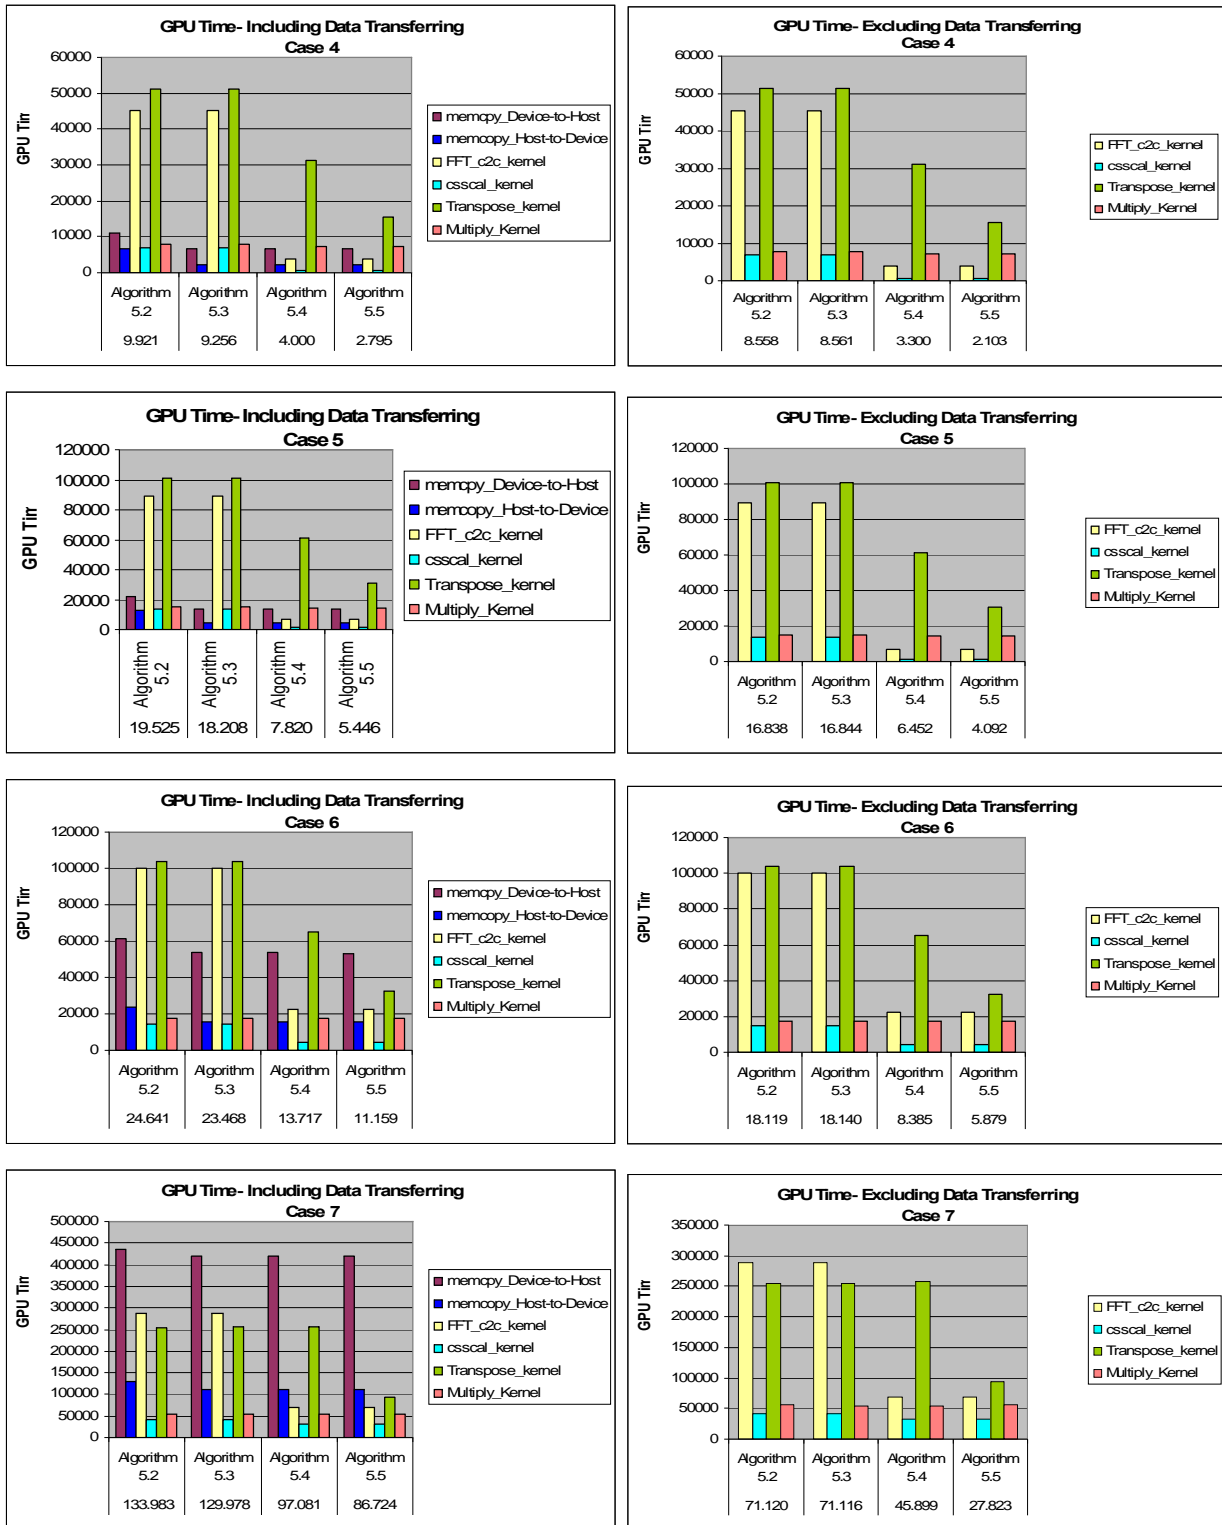 GPU Time- Including Data Transferring
Case 4
60000
50000
40000
30000
20000
10000
0
GPU Tim
Algorithm 5.2
Algorithm 5.3
Algorithm 5.4
Algorithm 5.5
9.921
9.256
4.000
2.795
memcpy_Device-to-Host
memcopy_Host-to-Device
FFT_c2c_kernel
csscal_kernel
Transpose_kernel
Multiply_Kernel
GPU Time- Excluding Data Transferring
Case 4
60000
50000
40000
30000
20000
10000
0
GPU Tim
Algorithm 5.2
Algorithm 5.3
Algorithm 5.4
Algorithm 5.5
8.558
8.561
3.300
2.103
FFT_c2c_kernel
csscal_kernel
Transpose_kernel
Multiply_Kernel
GPU Time- Including Data Transferring
Case 5
120000
100000
80000
60000
40000
20000
0
GPU Tim
Algorithm 5.2
Algorithm 5.3
Algorithm 5.4
Algorithm 5.5
19.525
18.208
7.820
5.446
memcpy_Device-to-Host
memcopy_Host-to-Device
FFT_c2c_kernel
csscal_kernel
Transpose_kernel
Multiply_Kernel
GPU Time- Excluding Data Transferring
Case 5
120000
100000
80000
60000
40000
20000
0
GPU Tim
Algorithm 5.2
Algorithm 5.3
Algorithm 5.4
Algorithm 5.5
16.838
16.844
6.452
4.092
FFT_c2c_kernel
csscal_kernel
Transpose_kernel
Multiply_Kernel
GPU Time- Including Data Transferring
Case 6
120000
100000
80000
60000
40000
20000
0
GPU Tim
Algorithm 5.2
Algorithm 5.3
Algorithm 5.4
Algorithm 5.5
24.641
23.468
13.717
11.159
memcpy_Device-to-Host
memcopy_Host-to-Device
FFT_c2c_kernel
csscal_kernel
Transpose_kernel
Multiply_Kernel
GPU Time- Excluding Data Transferring
Case 6
120000
100000
80000
60000
40000
20000
0
GPU Tim
Algorithm 5.2
Algorithm 5.3
Algorithm 5.4
Algorithm 5.5
18.119
18.140
8.385
5.879
FFT_c2c_kernel
csscal_kernel
Transpose_kernel
Multiply_Kernel
GPU Time- Including Data Transferring
Case 7
500000
450000
400000
350000
300000
250000
200000
150000
100000
50000
0
GPU Tim
Algorithm 5.2
Algorithm 5.3
Algorithm 5.4
Algorithm 5.5
133.983
129.978
97.081
86.724
memcpy_Device-to-Host
memcopy_Host-to-Device
FFT_c2c_kernel
csscal_kernel
Transpose_kernel
Multiply_Kernel
GPU Time- Excluding Data Transferring
Case 7
350000
300000
250000
200000
150000
100000
50000
0
GPU Tim
Algorithm 5.2
Algorithm 5.3
Algorithm 5.4
Algorithm 5.5
71.120
71.116
45.899
27.823
FFT_c2c_kernel
csscal_kernel
Transpose_kernel
Multiply_Kernel